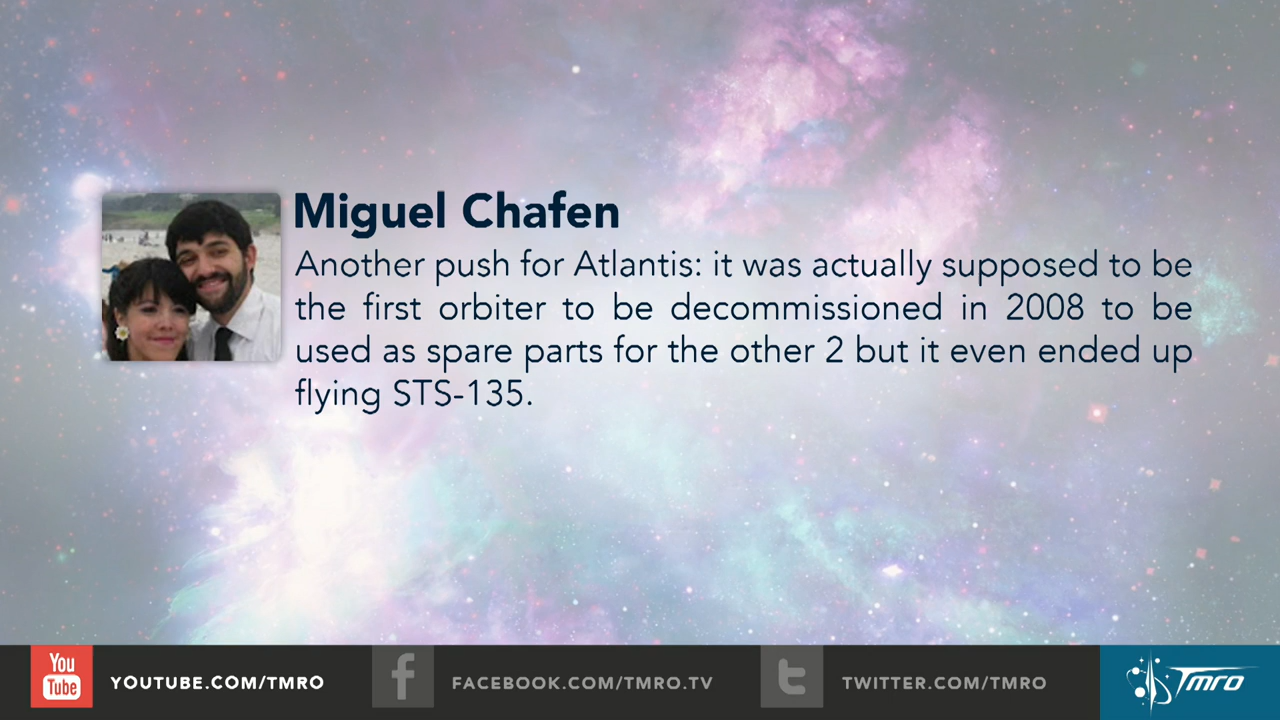 Miguel Chafen
Another push for Atlantis: it was actually supposed to be
the first orbiter to be decommissioned in 2008 to be
used as spare parts for the other 2 but it even ended up
flying STS-135.
You
Tube
YOUTUBE.COM/TMRO
f
FACEBOOK.COM/TMRO.TV
t
TWITTER.COM/TMRO
Tmro